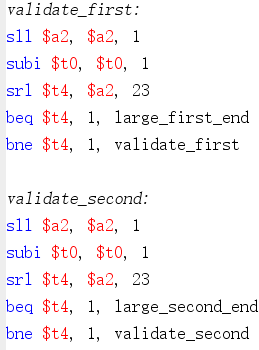 validate_first:
sll $a2, $a2, 1
subi $t0, $t0, 1
srl $t4, $a2, 23
beq $t4, 1, large_first_end
bne $t4, 1, validate_first

validate_second:
sll $a2, $a2, 1
subi $t0, $t0, 1
srl $t4, $a2, 23
beq $t4, 1, large_second_end
bne $t4, 1, validate_second